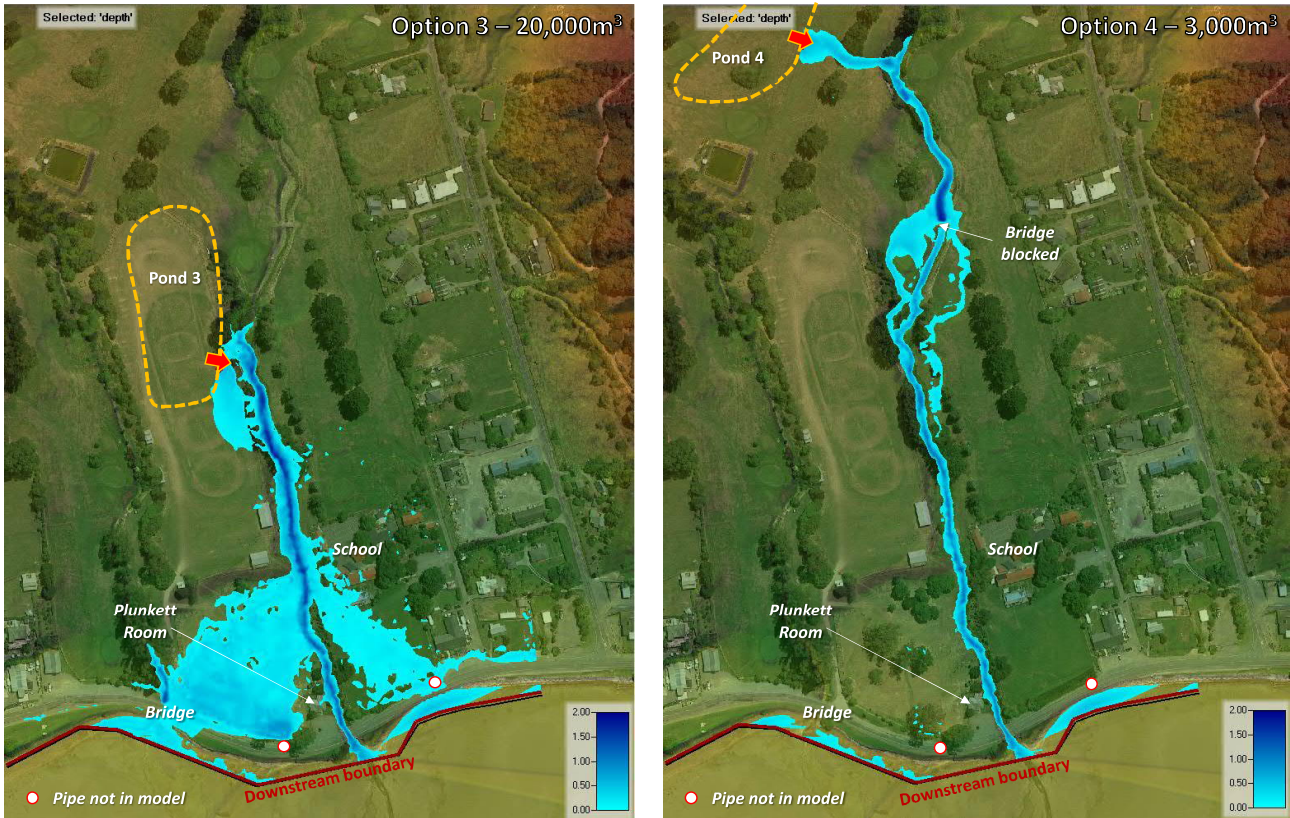 Selected: 'depth'
Option 3 – 20,000m³
Pond 3
School
Plunkett
Room
Bridge
Downstream boundary
Pipe not in model
2.00
1.50
1.00
0.50
0.00
Selected: 'depth'
Option 4 – 3,000m³
Pond 4
Bridge
blocked
School
Plunkett
Room
Bridge
Downstream boundary
Pipe not in model
2.00
1.50
1.00
0.50
0.00